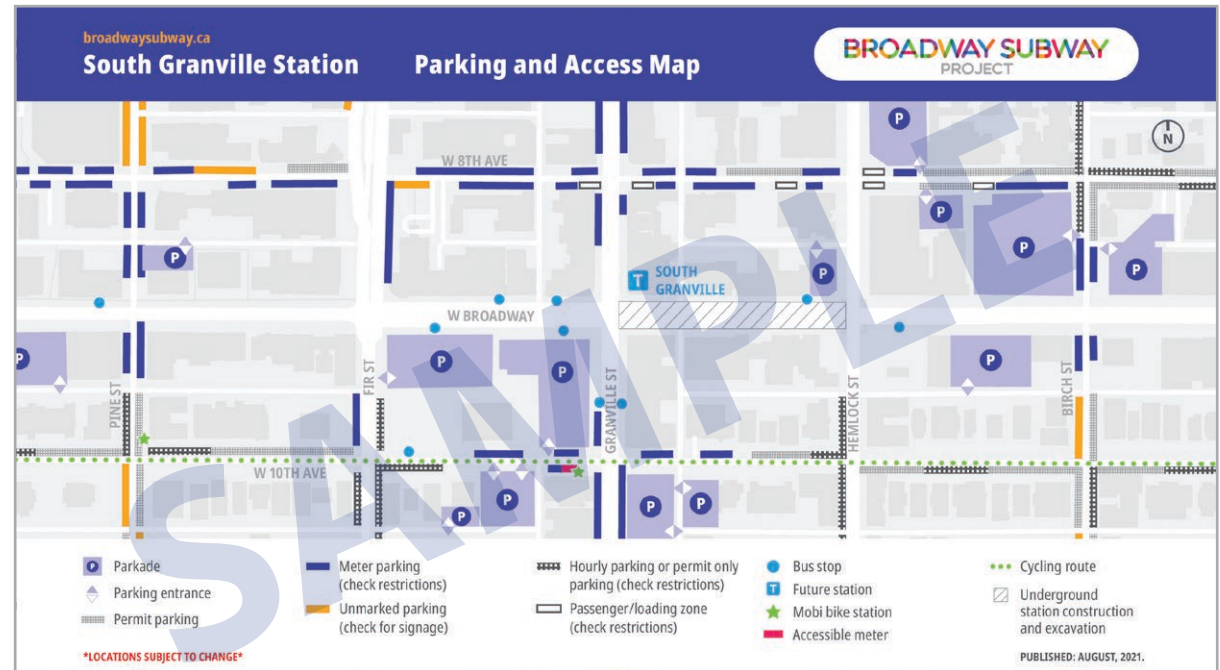 broadwaysubway.ca
South Granville Station Parking and Access Map
BROADWAY SUBWAY
PROJECT
N
W 8TH AVE
P
P
P
P
P
P
SOUTH
GRANVILLE
T
W BROADWAY
P
P
P
P
PINE ST
FIR ST
GRANVILLE ST
HEMLOCK ST
BIRCH ST
W 10TH AVE
P
P
P
P
SAMPLE
P Parkade
Parking entrance
Permit parking
Meter parking
(check restrictions)
Unmarked parking
(check for signage)
Hourly parking or permit only
parking (check restrictions)
Passenger/loading zone
(check restrictions)
Bus stop
T Future station
Mobi bike station
Accessible meter
Cycling route
Underground
station construction
and excavation
*LOCATIONS SUBJECT TO CHANGE*
PUBLISHED: AUGUST, 2021.